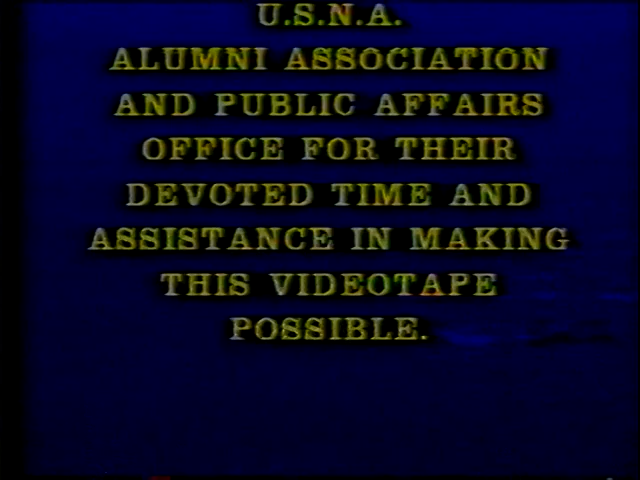 U.S.N.A.
ALUMNI ASSOCIATION
AND PUBLIC AFFAIRS
OFFICE FOR THEIR
DEVOTED TIME AND
ASSISTANCE IN MAKING
THIS VIDEOTAPE
POSSIBLE.